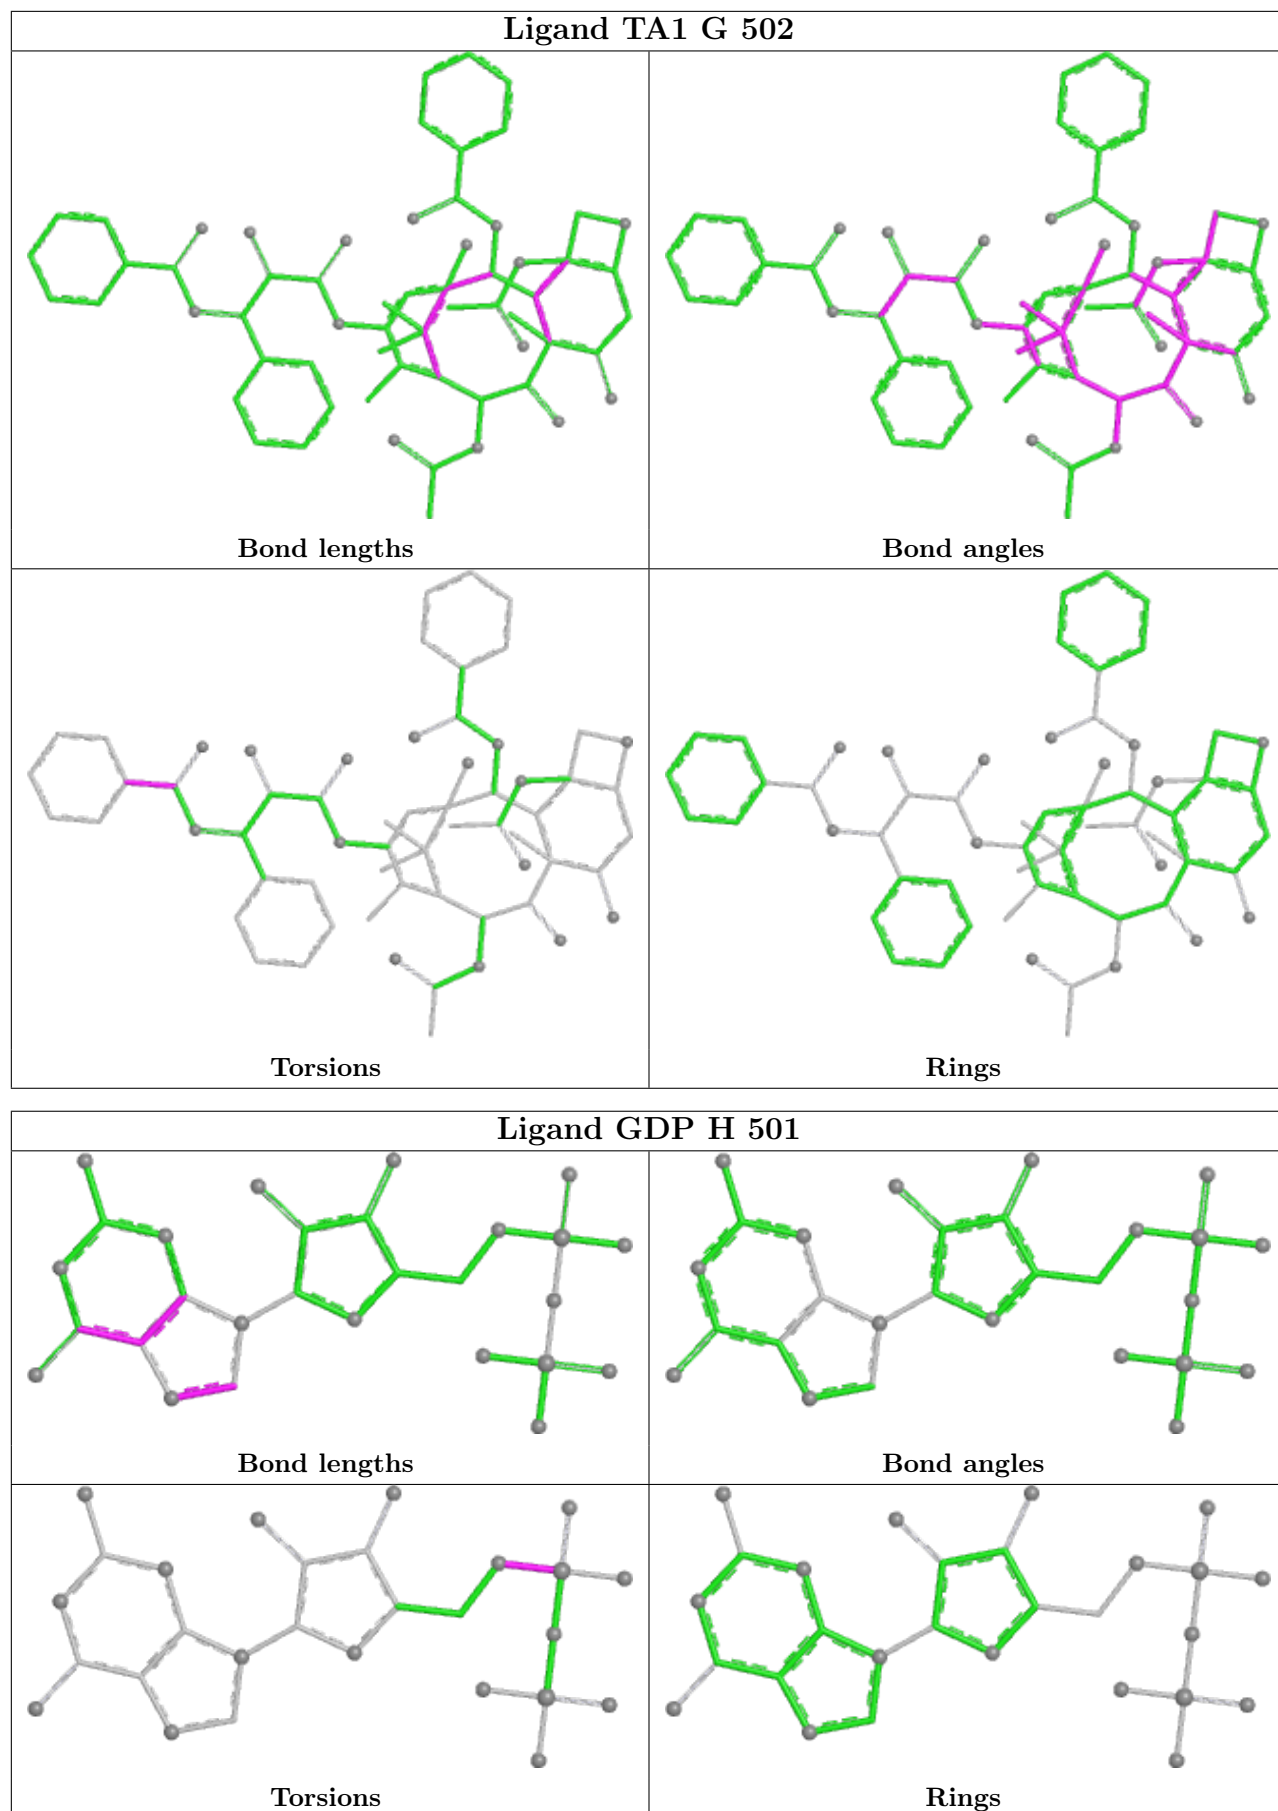 Ligand TA1 G 502
Bond lengths
Bond angles
Torsions
Rings
Ligand GDP H 501
Bond lengths
Bond angles
Torsions
Rings